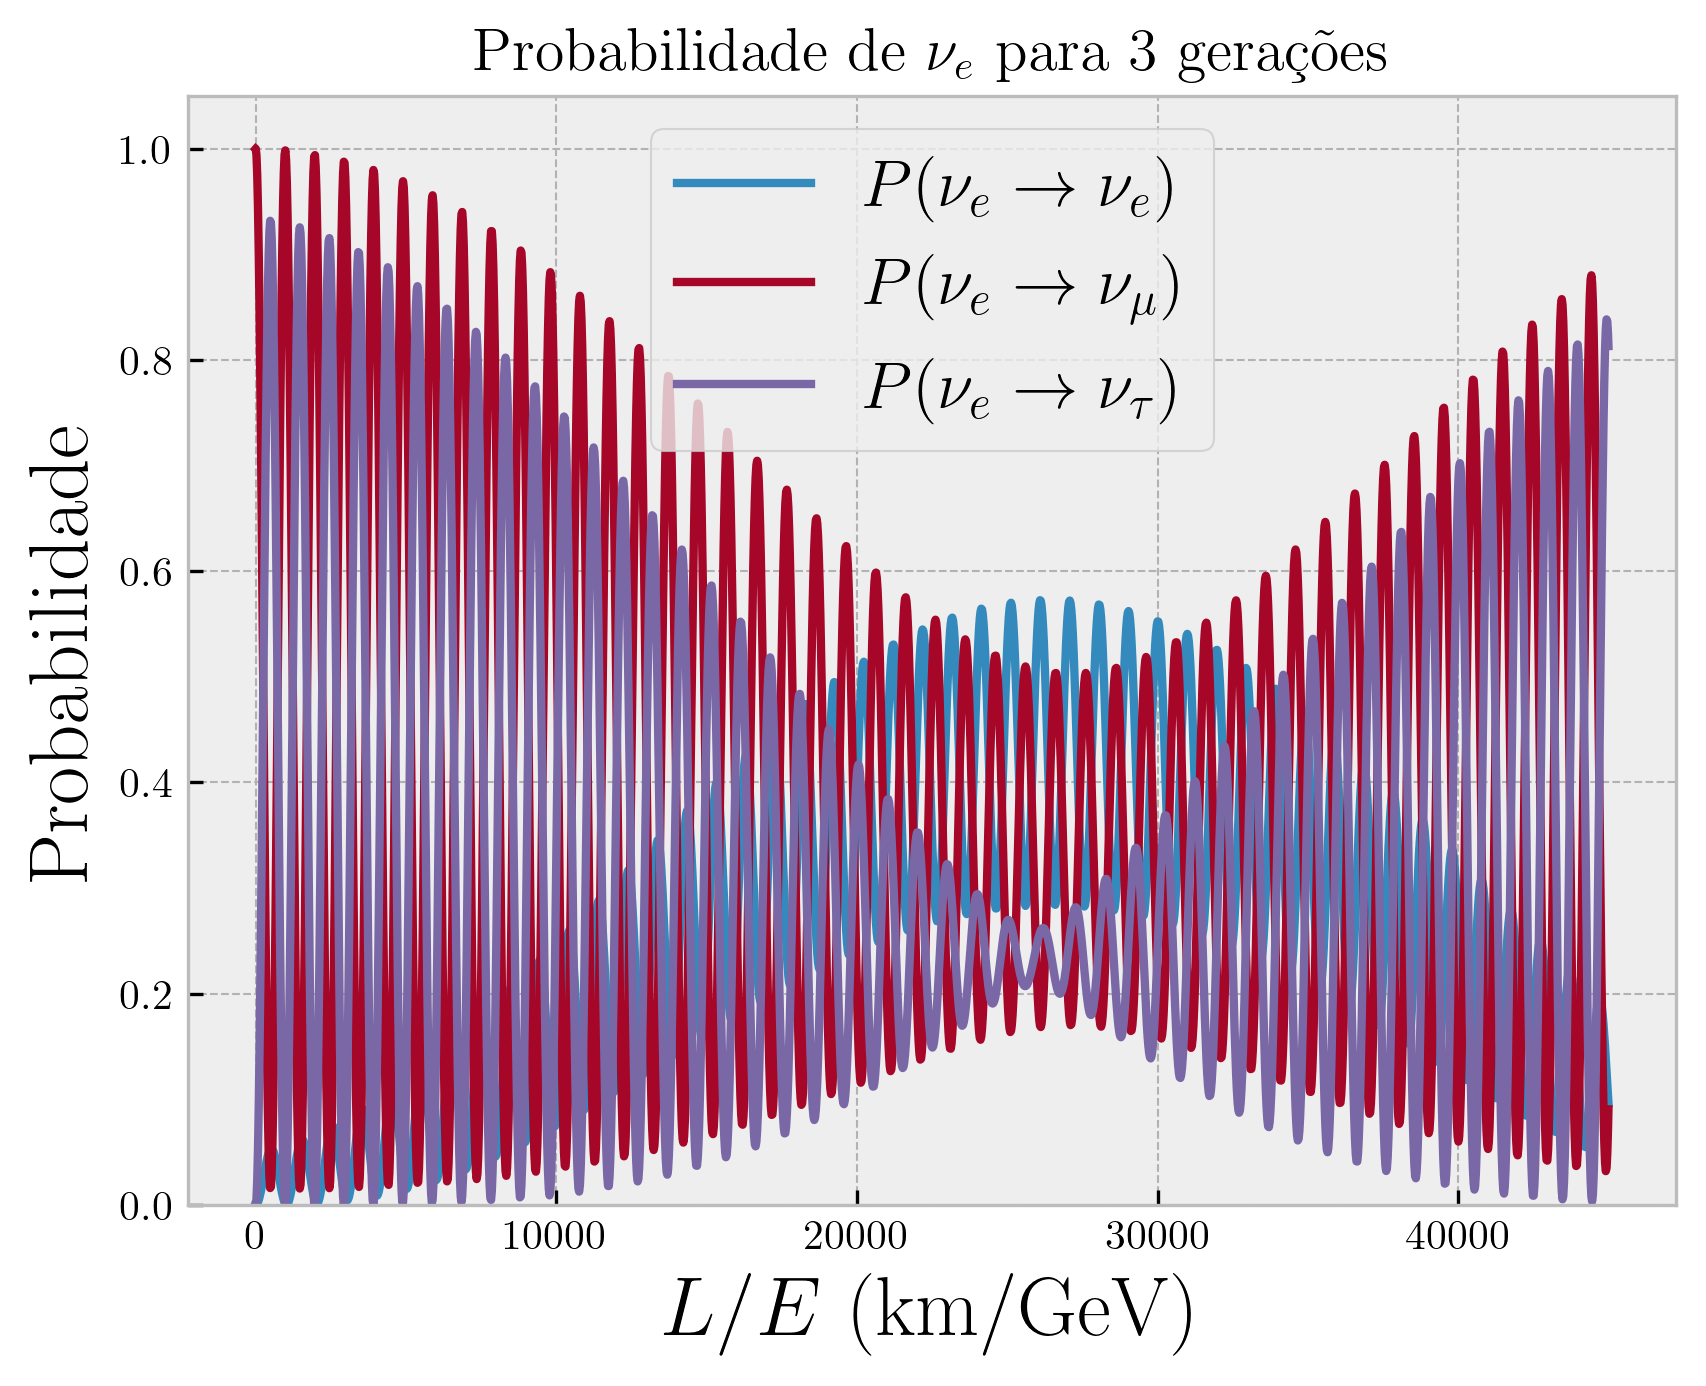 Probabilidade de νₑ para 3 gerações
P(νₑ → νₑ)
P(νₑ → ν_μ)
P(νₑ → ν_τ)
Probabilidade
1.0
0.8
0.6
0.4
0.2
0.0
0 10000 20000 30000 40000
L/E (km/GeV)